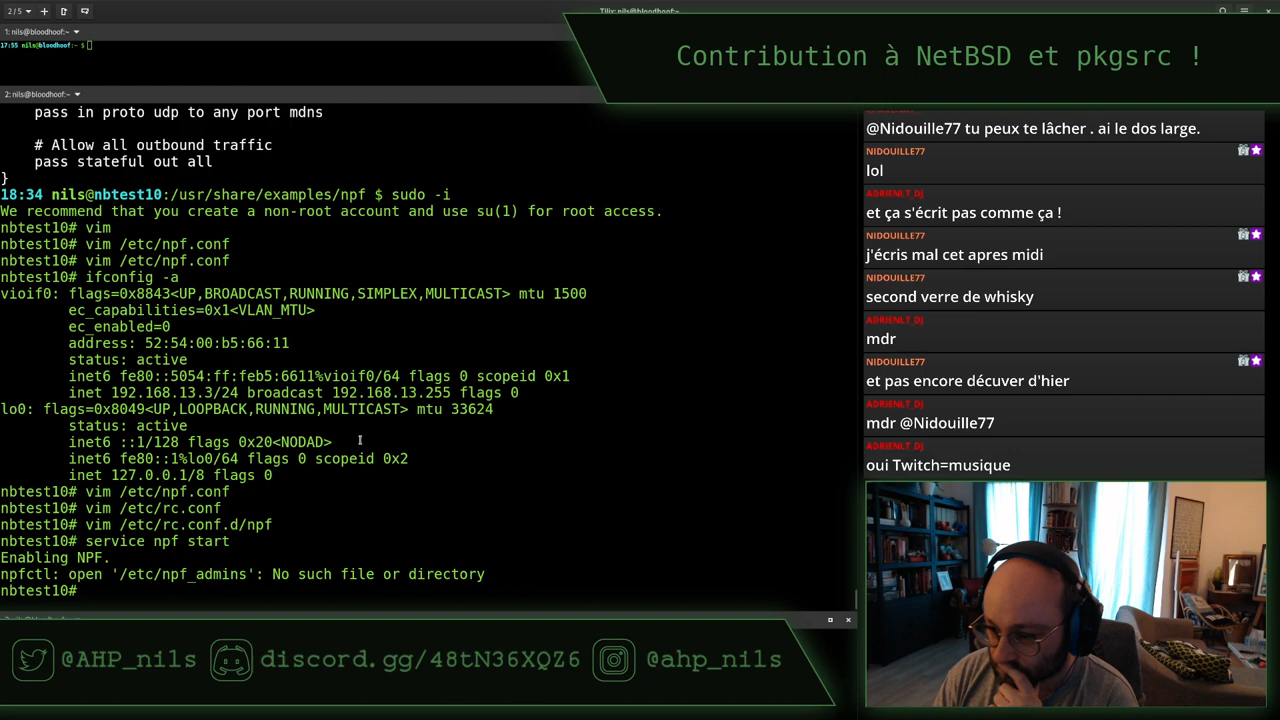 2 / 5
Tilix: nils@bloodhoof:~
1: nils@bloodhoof:~
17:55 nils@bloodhoof:~ $
Contribution à NetBSD et pkgsrc !
2: nils@bloodhoof:~
pass in proto udp to any port mdns
# Allow all outbound traffic
pass stateful out all
}
18:34 nils@nbtest10:/usr/share/examples/npf $ sudo -i
We recommend that you create a non-root account and use su(1) for root access.
nbtest10# vim
nbtest10# vim /etc/npf.conf
nbtest10# vim /etc/npf.conf
nbtest10# ifconfig -a
vioif0: flags=0x8843<UP,BROADCAST,RUNNING,SIMPLEX,MULTICAST> mtu 1500
ec_capabilities=0x1<VLAN_MTU>
ec_enabled=0
address: 52:54:00:b5:66:11
status: active
inet6 fe80::5054:ff:feb5:6611%vioif0/64 flags 0 scopeid 0x1
inet 192.168.13.3/24 broadcast 192.168.13.255 flags 0
lo0: flags=0x8049<UP,LOOPBACK,RUNNING,MULTICAST> mtu 33624
status: active
inet6 ::1/128 flags 0x20<NODAD>
inet6 fe80::1%lo0/64 flags 0 scopeid 0x2
inet 127.0.0.1/8 flags 0
nbtest10# vim /etc/npf.conf
nbtest10# vim /etc/rc.conf
nbtest10# vim /etc/rc.conf.d/npf
nbtest10# service npf start
Enabling NPF.
npfctl: open '/etc/npf_admins': No such file or directory
nbtest10#
@Nidouille77 tu peux te lâcher . ai le dos large.
NIDOUILLE77
lol
ADRIENLT_DJ
et ça s'écrit pas comme ça !
NIDOUILLE77
j'écris mal cet apres midi
NIDOUILLE77
second verre de whisky
ADRIENLT_DJ
mdr
NIDOUILLE77
et pas encore décuver d'hier
ADRIENLT_DJ
mdr @Nidouille77
ADRIENLT_DJ
oui Twitch=musique
@AHP_nils
discord.gg/48tN36XQZ6
@ahp_nils